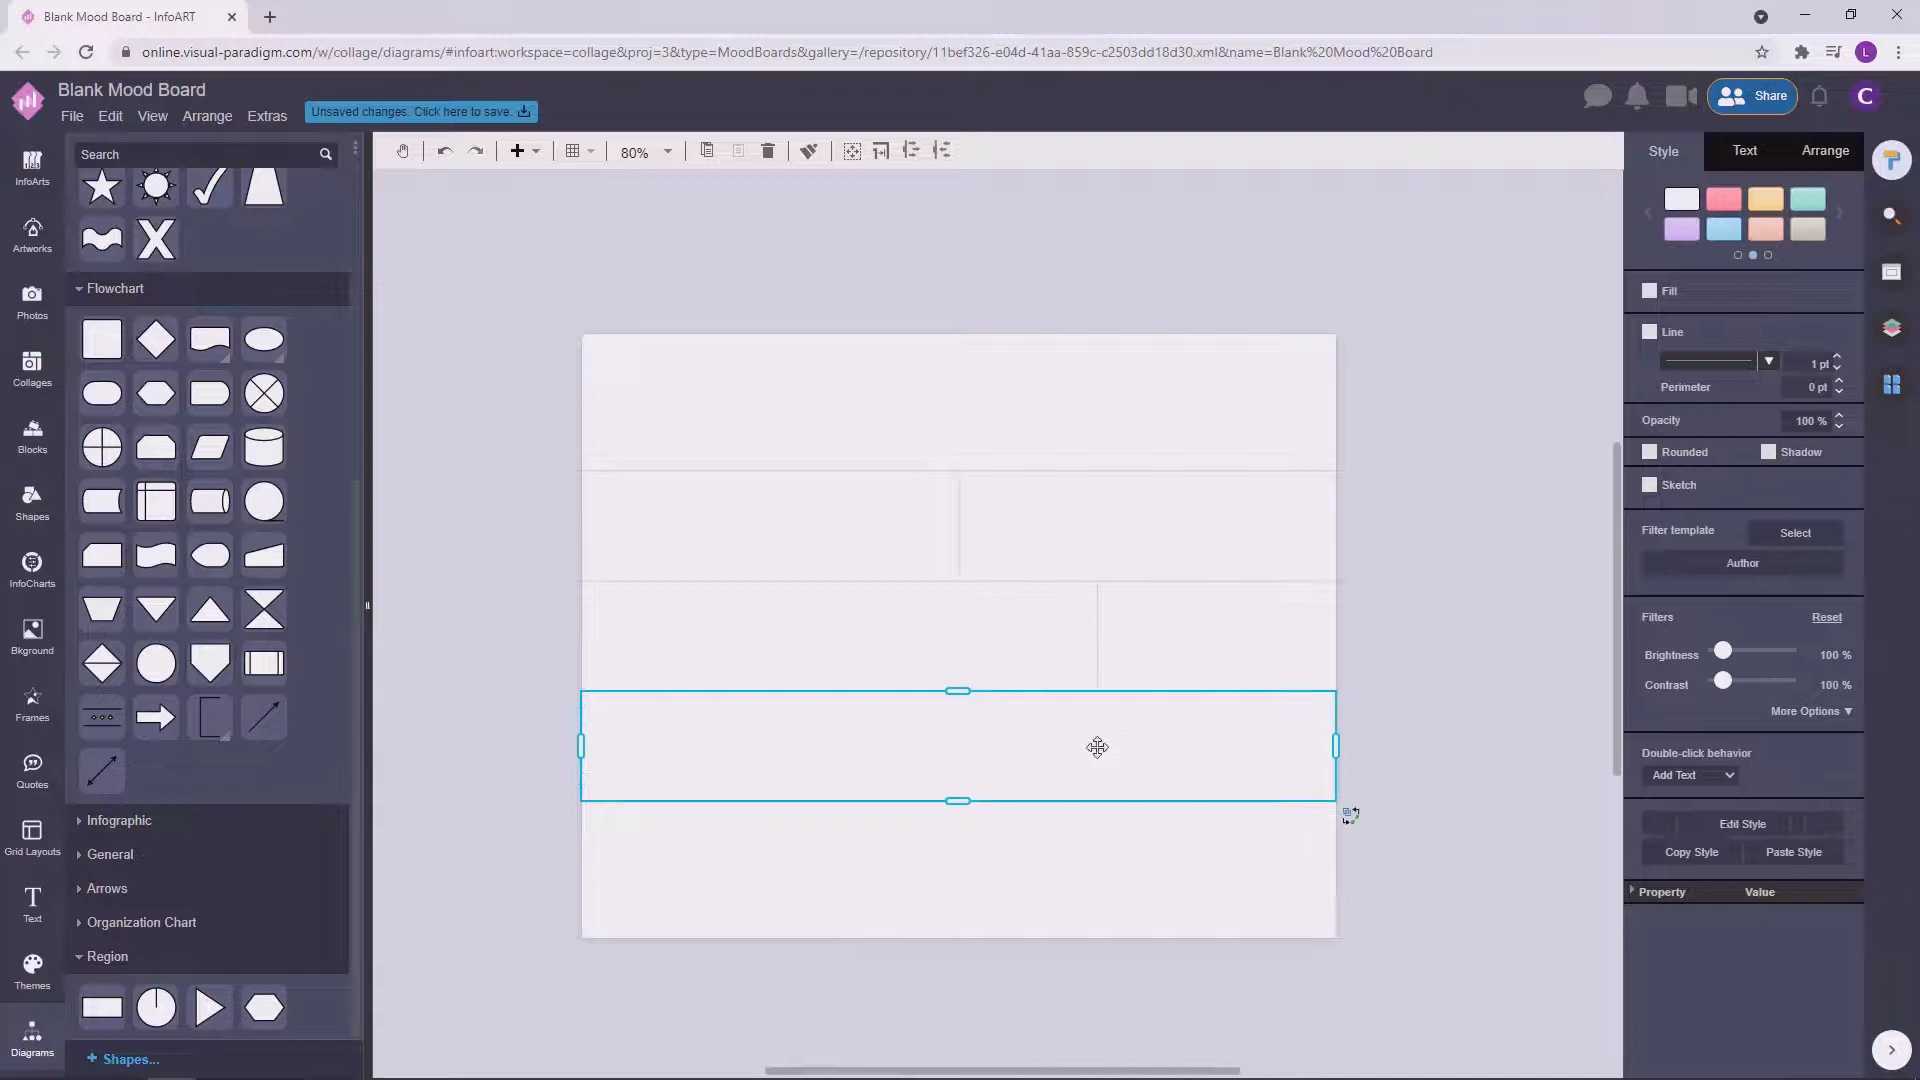 Blank Mood Board - InfoART
online.visual-paradigm.com/w/collage/diagrams/#infoart:workspace=collage&proj=3&type=MoodBoards&gallery=/repository/11bef326-e04d-41aa-859c-c2503dd18d30.xml&name=Blank%20Mood%20Board
L
Blank Mood Board
File Edit View Arrange Extras
Unsaved changes. Click here to save.
Share
C
InfoArts
Artworks
Photos
Collages
Blocks
Shapes
InfoCharts
Bkground
Frames
Quotes
Grid Layouts
Text
Themes
Diagrams
Search
Flowchart
Infographic
General
Arrows
Organization Chart
Region
+ Shapes...
80%
Style Text Arrange
Fill
Line
1 pt
Perimeter 0 pt
Opacity 100 %
Rounded Shadow
Sketch
Filter template Select
Author
Filters Reset
Brightness 100 %
Contrast 100 %
More Options
Double-click behavior
Add Text
Edit Style
Copy Style Paste Style
Property Value